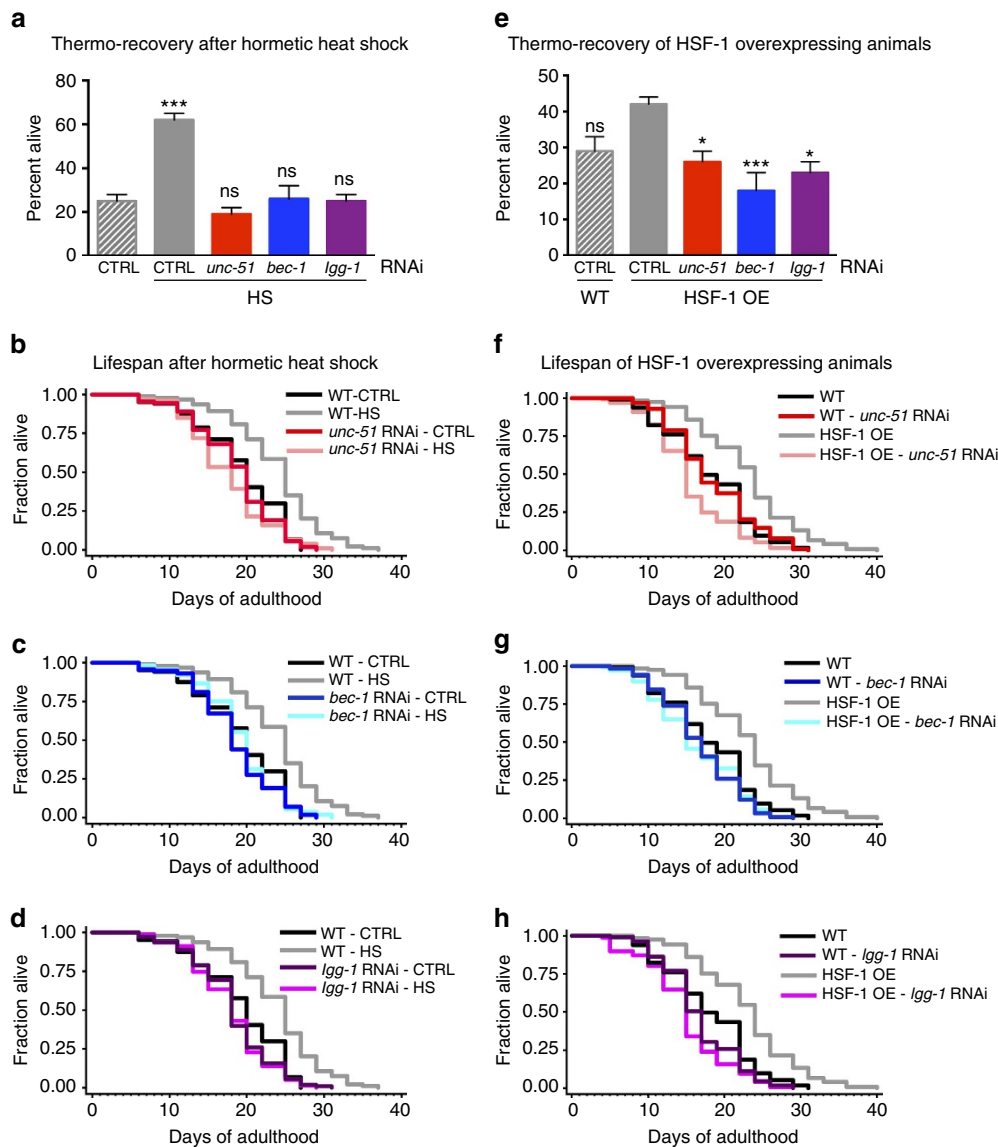 a
Thermo-recovery after hormetic heat shock
Percent alive
80
60
40
20
0
***
ns
ns
ns
CTRL CTRL unc-51 bec-1 lgg-1 RNAi
HS
e
Thermo-recovery of HSF-1 overexpressing animals
Percent alive
50
40
30
20
10
0
ns
*
***
*
CTRL CTRL unc-51 bec-1 lgg-1 RNAi
WT HSF-1 OE
b
Lifespan after hormetic heat shock
Fraction alive
1.00
0.75
0.50
0.25
0.00
WT-CTRL
WT-HS
unc-51 RNAi - CTRL
unc-51 RNAi - HS
0 10 20 30 40
Days of adulthood
f
Lifespan of HSF-1 overexpressing animals
Fraction alive
1.00
0.75
0.50
0.25
0.00
WT
WT - unc-51 RNAi
HSF-1 OE
HSF-1 OE - unc-51 RNAi
0 10 20 30 40
Days of adulthood
c
Fraction alive
1.00
0.75
0.50
0.25
0.00
WT - CTRL
WT - HS
bec-1 RNAi - CTRL
bec-1 RNAi - HS
0 10 20 30 40
Days of adulthood
g
Fraction alive
1.00
0.75
0.50
0.25
0.00
WT
WT - bec-1 RNAi
HSF-1 OE
HSF-1 OE - bec-1 RNAi
0 10 20 30 40
Days of adulthood
d
Fraction alive
1.00
0.75
0.50
0.25
0.00
WT - CTRL
WT - HS
lgg-1 RNAi - CTRL
lgg-1 RNAi - HS
0 10 20 30 40
Days of adulthood
h
Fraction alive
1.00
0.75
0.50
0.25
0.00
WT
WT - lgg-1 RNAi
HSF-1 OE
HSF-1 OE - lgg-1 RNAi
0 10 20 30 40
Days of adulthood